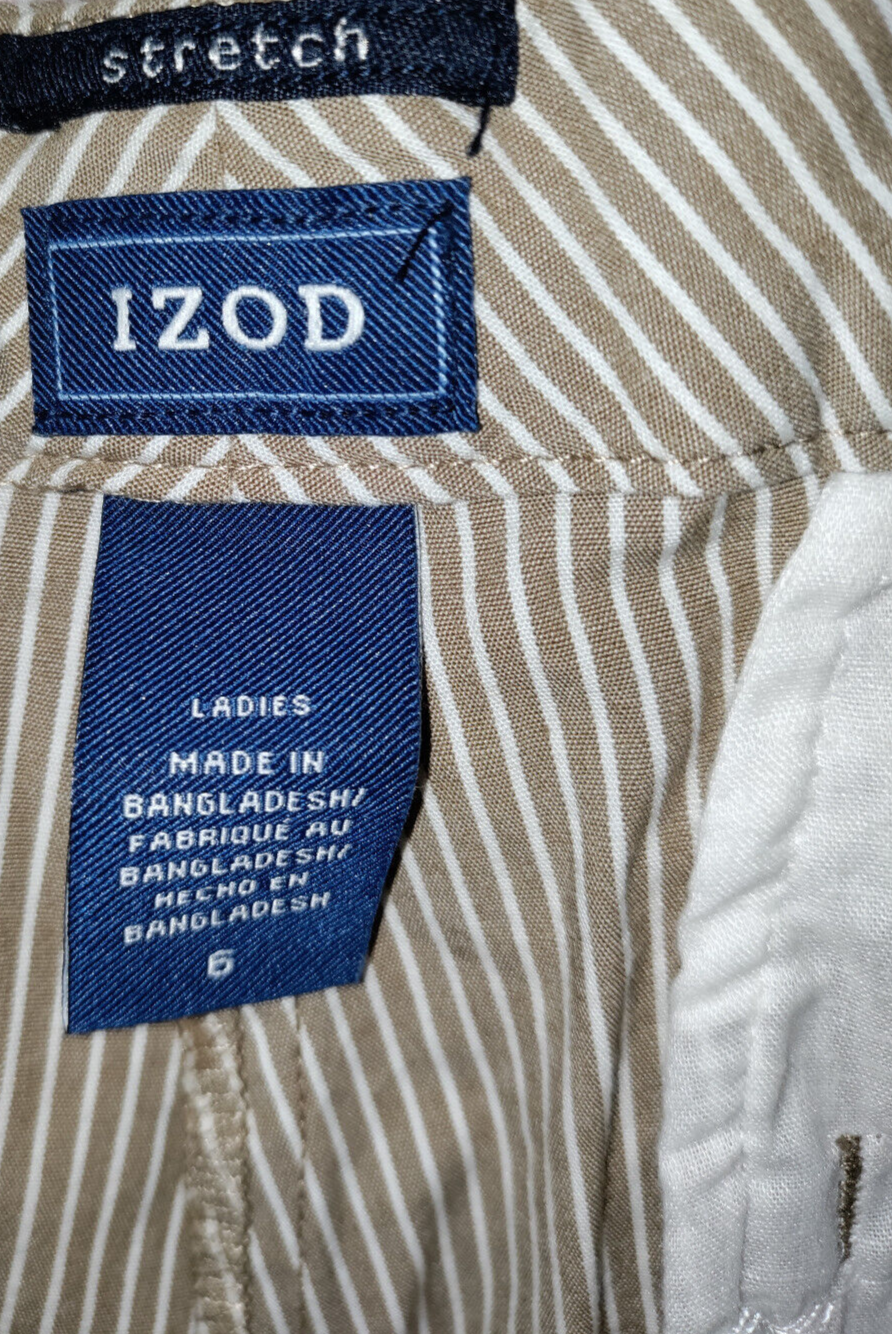 stretch
IZOD
LADIES
MADE IN
BANGLADESH/
FABRIQUÉ AU
BANGLADESH/
HECHO EN
BANGLADESH
6